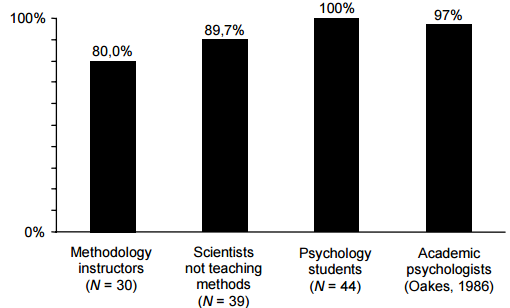 100%
0%
80,0%
89,7%
100%
97%
Methodology
instructors
(N = 30)
Scientists
not teaching
methods
(N = 39)
Psychology
students
(N = 44)
Academic
psychologists
(Oakes, 1986)